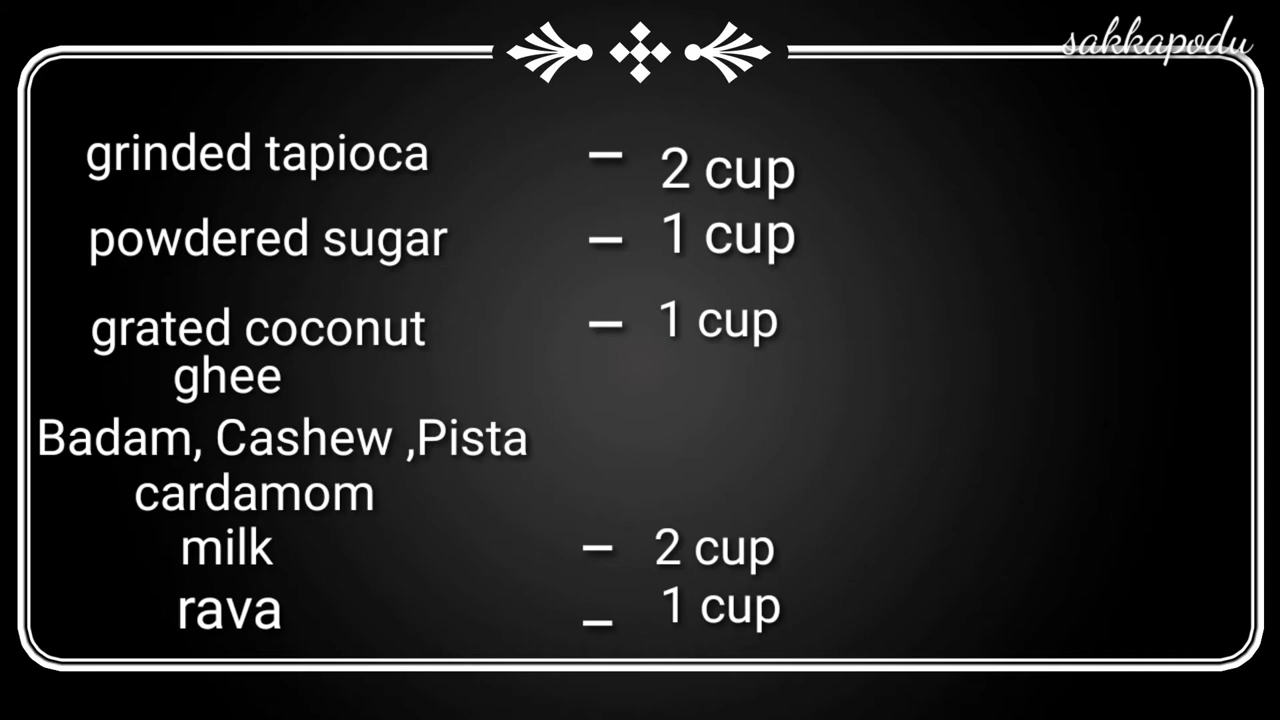 sakkapodu
grinded tapioca – 2 cup
powdered sugar – 1 cup
grated coconut – 1 cup
ghee
Badam, Cashew ,Pista
cardamom
milk – 2 cup
rava _ 1 cup